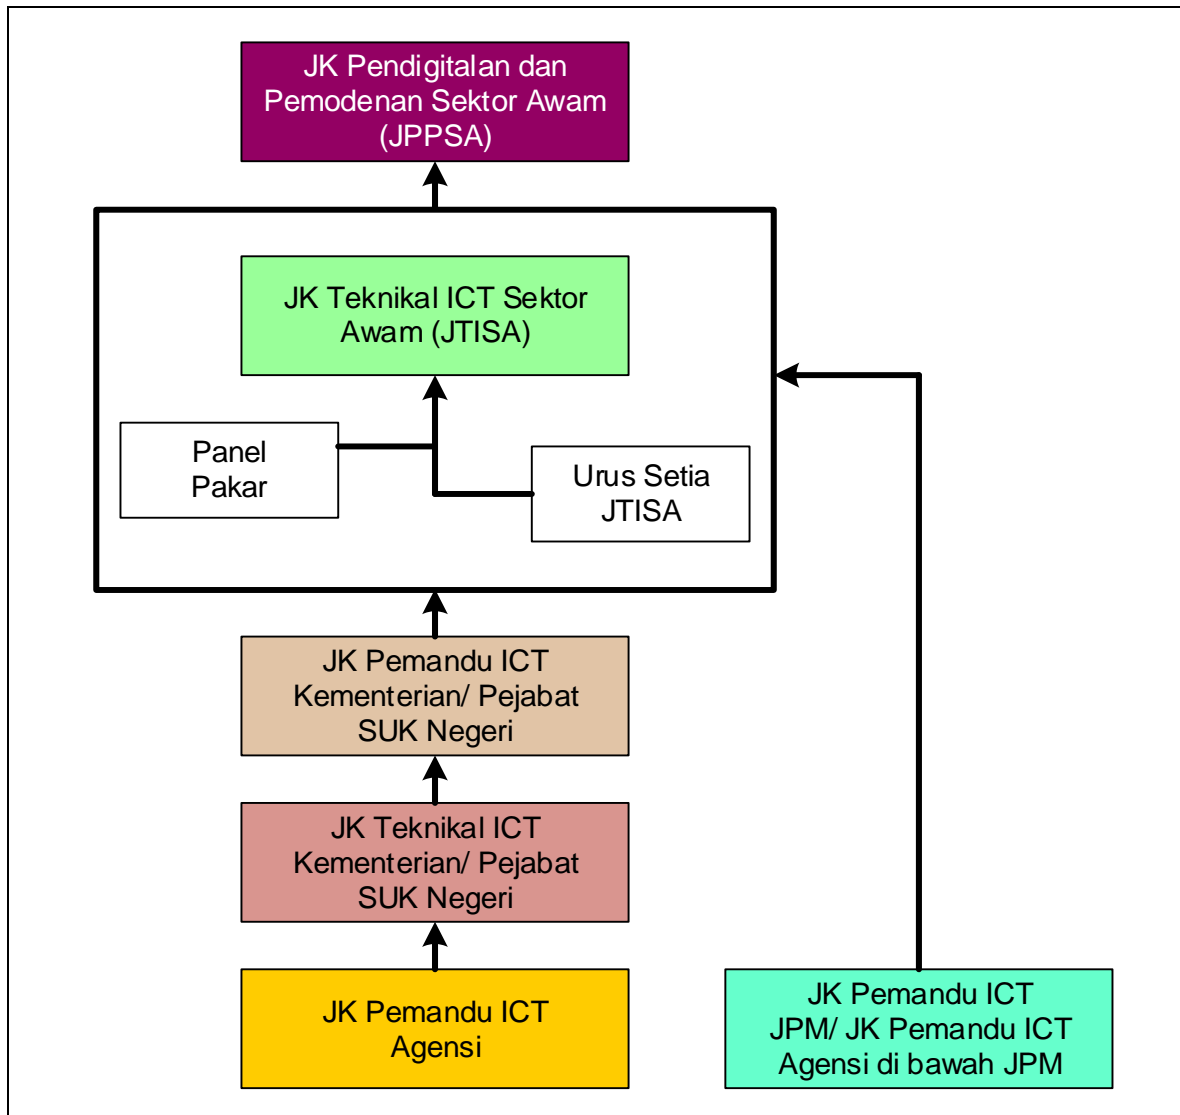 JK Pendigitalan dan
Pemodenan Sektor Awam
(JPPSA)
JK Teknikal ICT Sektor
Awam (JTISA)
Panel
Pakar
Urus Setia
JTISA
JK Pemandu ICT
Kementerian/ Pejabat
SUK Negeri
JK Teknikal ICT
Kementerian/ Pejabat
SUK Negeri
JK Pemandu ICT
Agensi
JK Pemandu ICT
JPM/ JK Pemandu ICT
Agensi di bawah JPM